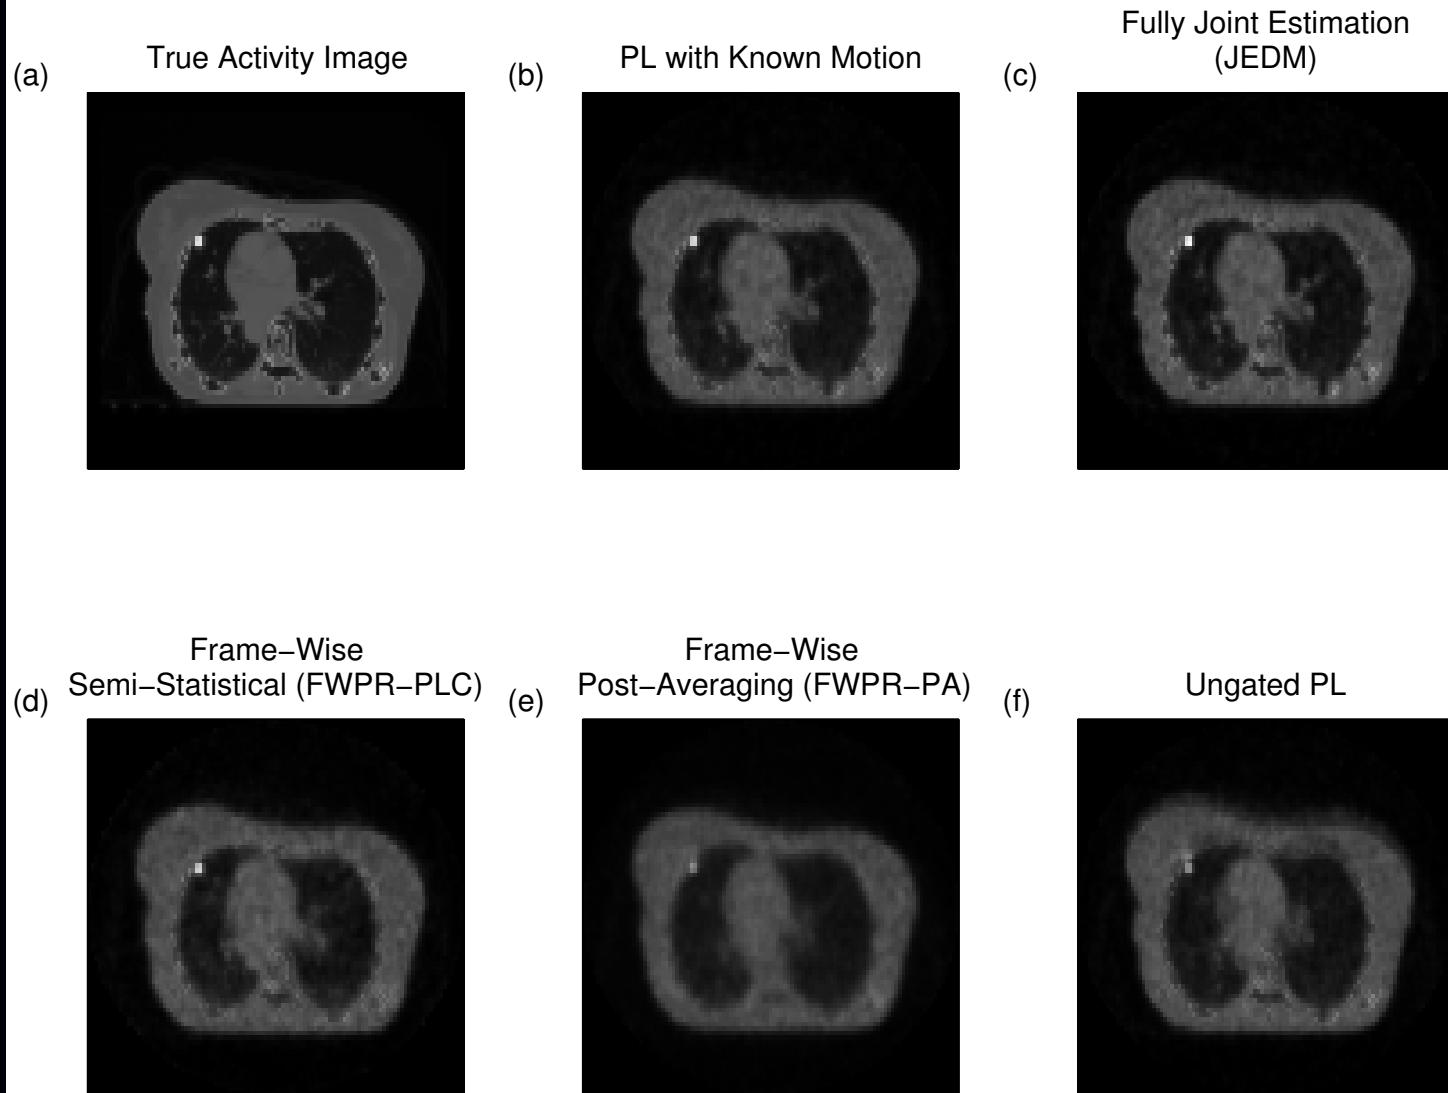 (a)
True Activity Image
(b)
PL with Known Motion
(c)
Fully Joint Estimation
(JEDM)
(d)
Frame−Wise
Semi−Statistical (FWPR−PLC)
(e)
Frame−Wise
Post−Averaging (FWPR−PA)
(f)
Ungated PL